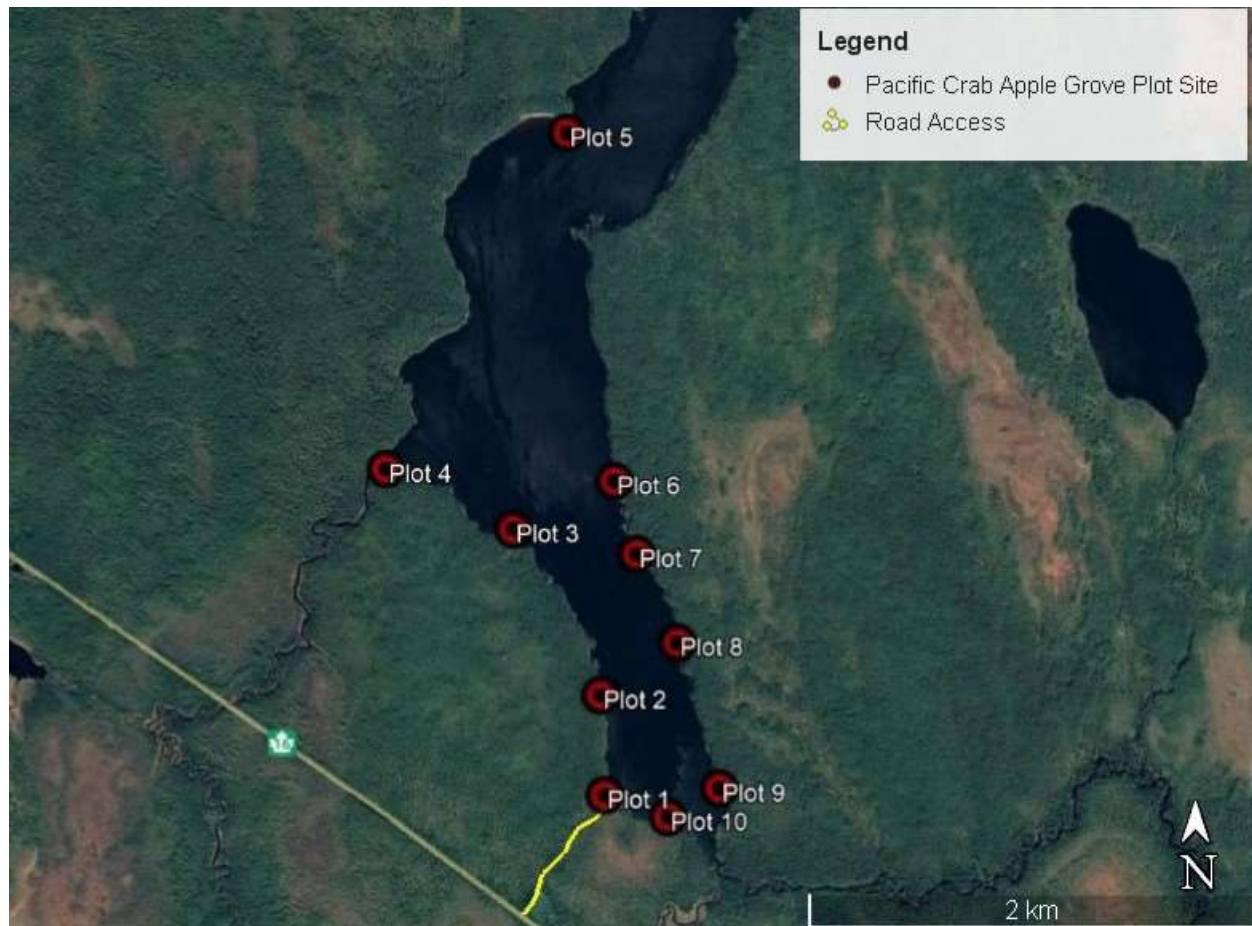 Legend
Pacific Crab Apple Grove Plot Site
Road Access
Plot 5
Plot 4
Plot 6
Plot 3
Plot 7
Plot 8
Plot 2
Plot 1
Plot 9
Plot 10
N
2 km